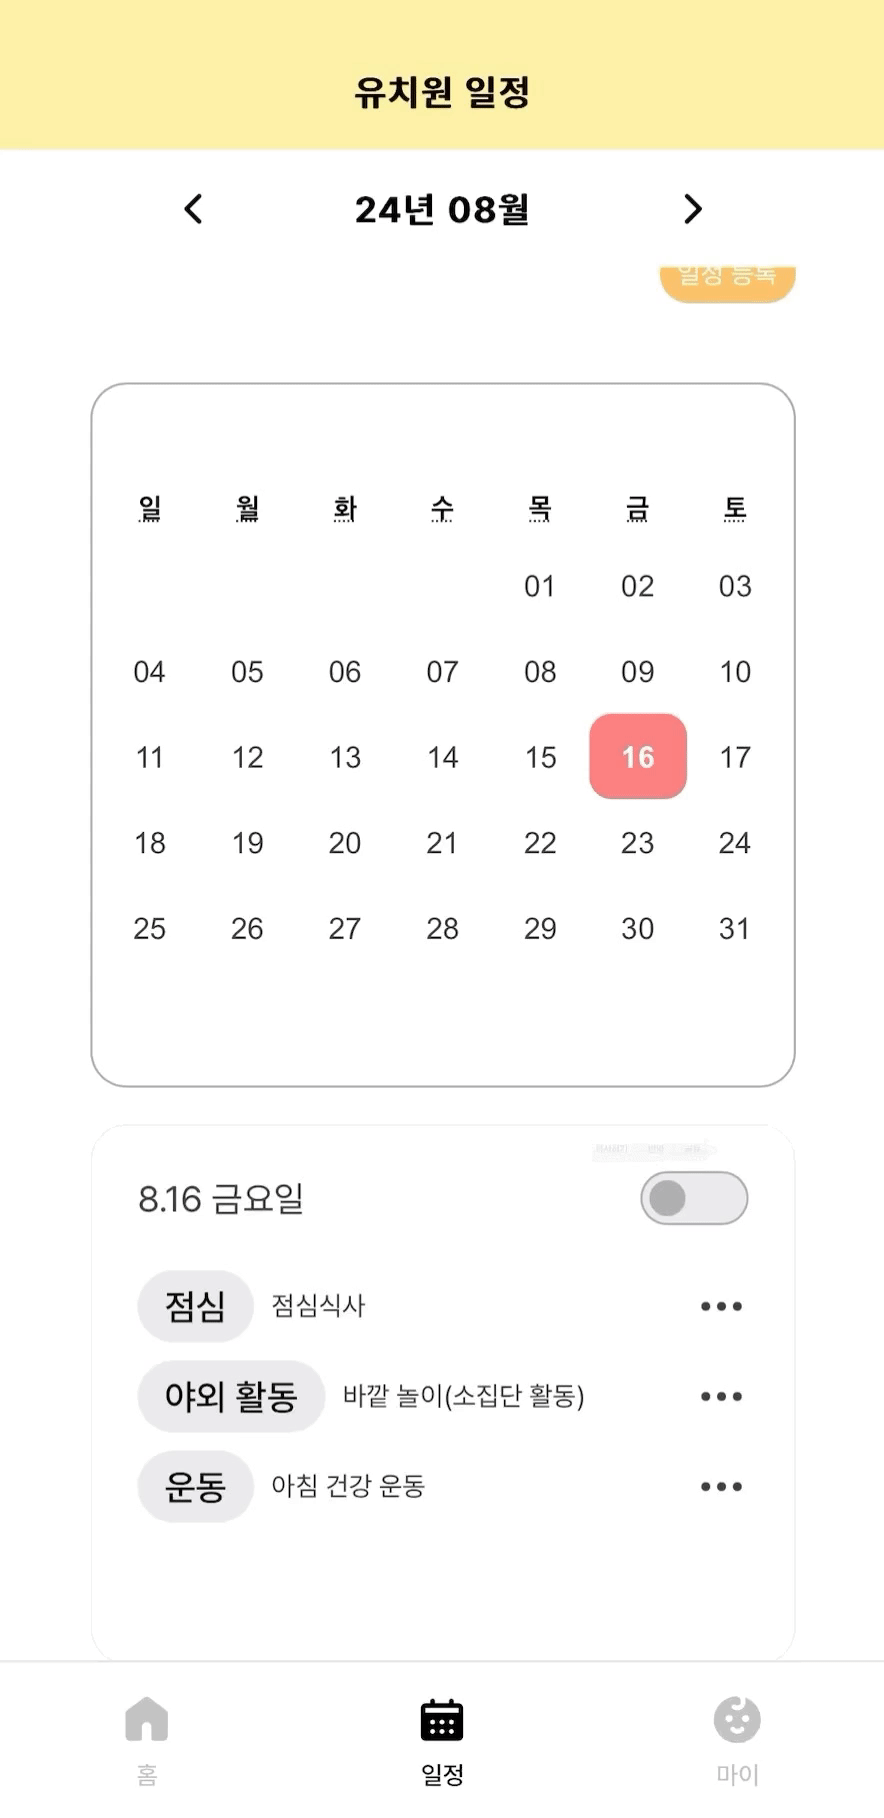 유치원 일정
24년 08월
일정 등록
일 월 화 수 목 금 토
01 02 03
04 05 06 07 08 09 10
11 12 13 14 15 16 17
18 19 20 21 22 23 24
25 26 27 28 29 30 31
8.16 금요일
점심 점심식사
야외 활동 바깥 놀이(소집단 활동)
운동 아침 건강 운동
홈 일정 마이